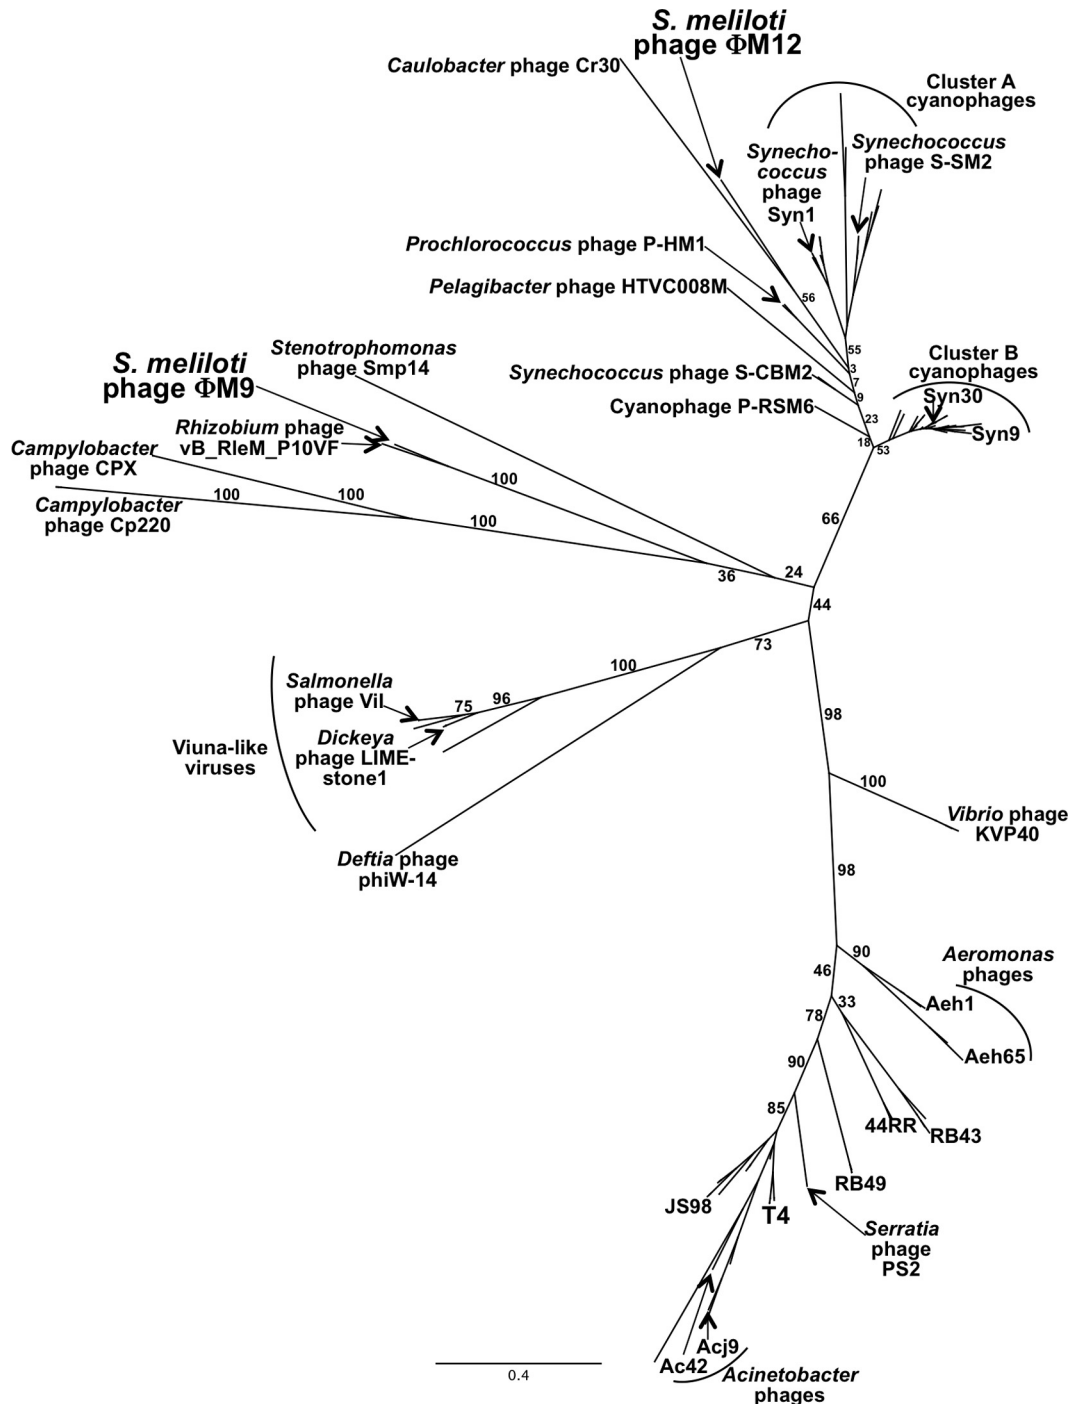 S. meliloti
phage ΦM12
Caulobacter phage Cr30
Cluster A
cyanophages
Synecho-
coccus
phage
Syn1
Synechococcus
phage S-SM2
Prochlorococcus phage P-HM1
Pelagibacter phage HTVC008M
56
55
3
7
9
23
18
53
Synechococcus phage S-CBM2
Cyanophage P-RSM6
Cluster B
cyanophages
Syn30
Syn9
Stenotrophomonas
phage Smp14
S. meliloti
phage ΦM9
Rhizobium phage
vB_RleM_P10VF
Campylobacter
phage CPX
Campylobacter
phage Cp220
100
100
100
100
66
36
24
44
73
100
96
75
Salmonella
phage ViI
Dickeya
phage LIME-
stone1
Viuna-like
viruses
Deftia phage
phiW-14
98
100
Vibrio phage
KVP40
98
90
Aeromonas
phages
46
33
Aeh1
78
Aeh65
90
85
44RR
RB43
RB49
JS98
T4
Serratia
phage
PS2
Acj9
Ac42
Acinetobacter
phages
0.4